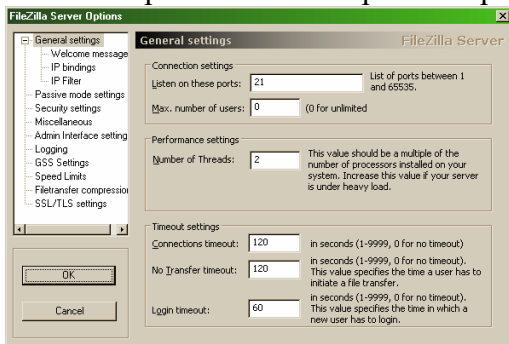 FileZilla Server Options
General settings
Welcome message
IP bindings
IP Filter
Passive mode settings
Security settings
Miscellaneous
Admin Interface setting
Logging
GSS Settings
Speed Limits
Filetransfer compression
SSL/TLS settings
OK
Cancel
General settings
FileZilla Server
Connection settings
Listen on these ports: 21
List of ports between 1
and 65535.
Max. number of users: 0 (0 for unlimited
Performance settings
Number of Threads: 2
This value should be a multiple of the
number of processors installed on your
system. Increase this value if your server
is under heavy load.
Timeout settings
Connections timeout: 120 in seconds (1-9999, 0 for no timeout)
No Transfer timeout: 120
in seconds (1-9999, 0 for no timeout).
This value specifies the time a user has to
initiate a file transfer.
Login timeout: 60
in seconds (1-9999, 0 for no timeout).
This value specifies the time in which a
new user has to login.